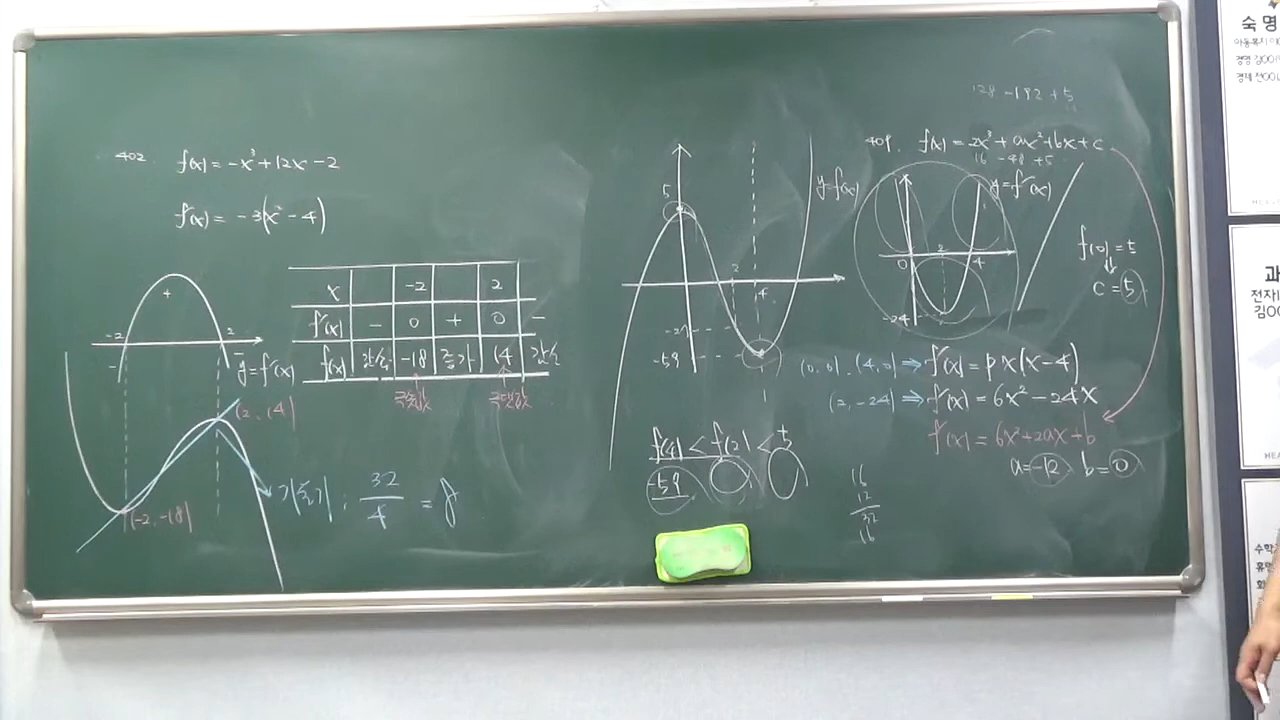 402. f(x) = -x³+12x-2
f'(x) = -3(x²-4)
+
-2
2
-
y=f'(x)
x -2 2
f'(x) - 0 + 0 -
f(x) 감소 -18 증가 14 감소
극솟값 극댓값
(2, 14)
(-2, -18)
기울기 : 32/4 = 8
5
y=f(x)
2
4
-27
-59
f(4) < f(2) < 5
-59
128 -192 +5
409. f(x) = 2x³+ax²+bx+c
16 -48 +5
y=f'(x)
0
2
4
-24
f(0)=5
c=5
(0, 0), (4, 0) ⇒ f'(x) = px(x-4)
(2, -24) ⇒ f'(x) = 6x²-24x
f'(x) = 6x²+2ax+b
a=-12 b=0
16
12
32
16
숙명